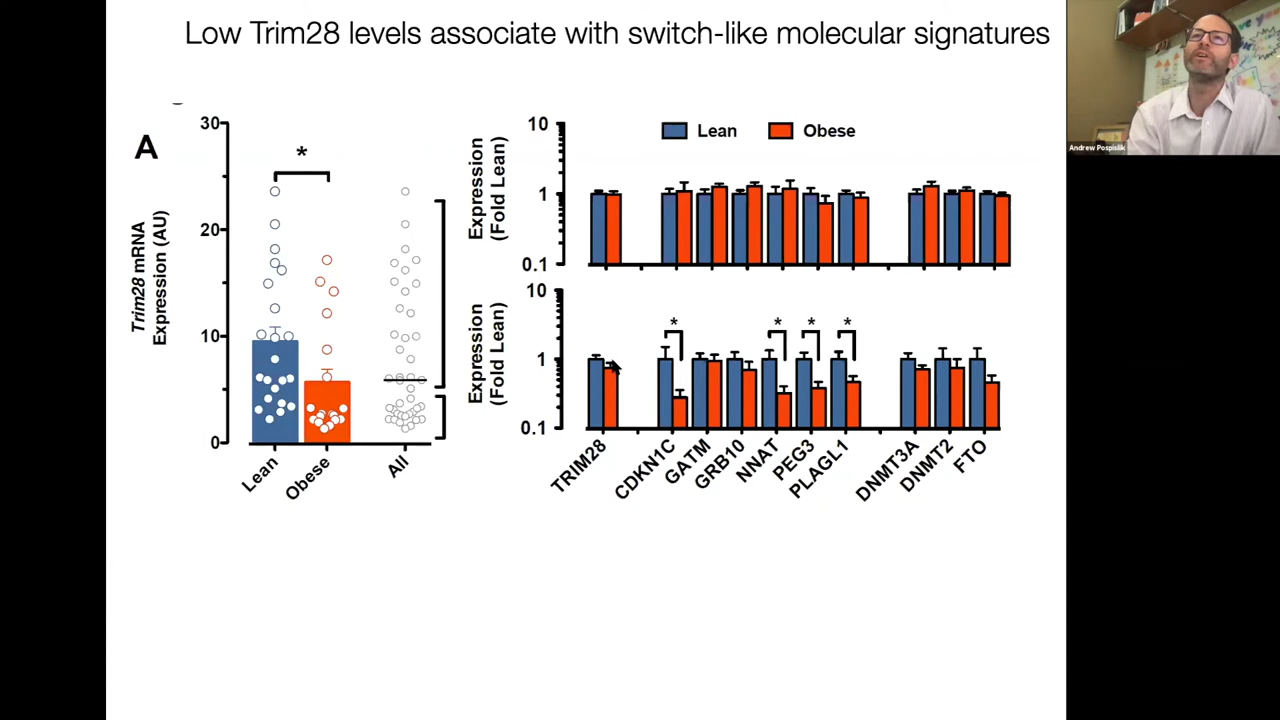 Low Trim28 levels associate with switch-like molecular signatures
Andrew Pospisilik
A
Trim28 mRNA
Expression (AU)
30
20
10
0
*
Lean
Obese
All
Expression
(Fold Lean)
10
1
0.1
Lean
Obese
Expression
(Fold Lean)
10
1
0.1
*
*
*
*
TRIM28
CDKN1C
GATM
GRB10
NNAT
PEG3
PLAGL1
DNMT3A
DNMT2
FTO